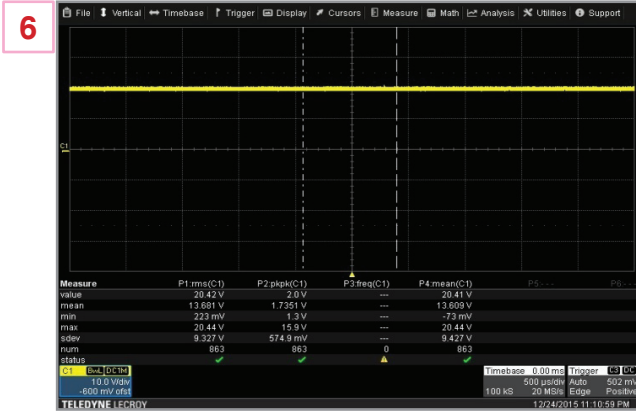 6
File Vertical Timebase Trigger Display Cursors Measure Math Analysis Utilities Support
C1
Measure P1:rms(C1) P2:pkpk(C1) P3:freq(C1) P4:mean(C1) P5:- - - P6:- - -
value 20.42 V 2.0 V --- 20.41 V
mean 13.681 V 1.7351 V --- 13.609 V
min 223 mV 1.3 V --- -73 mV
max 20.44 V 15.9 V --- 20.44 V
sdev 9.327 V 574.9 mV --- 9.427 V
num 863 863 0 863
status
C1 BwL DC1M
10.0 V/div
-600 mV ofst
Timebase 0.00 ms
500 µs/div
100 kS 20 MS/s
Trigger C1 DC
Auto 502 mV
Edge Positive
TELEDYNE LECROY 12/24/2015 11:10:59 PM